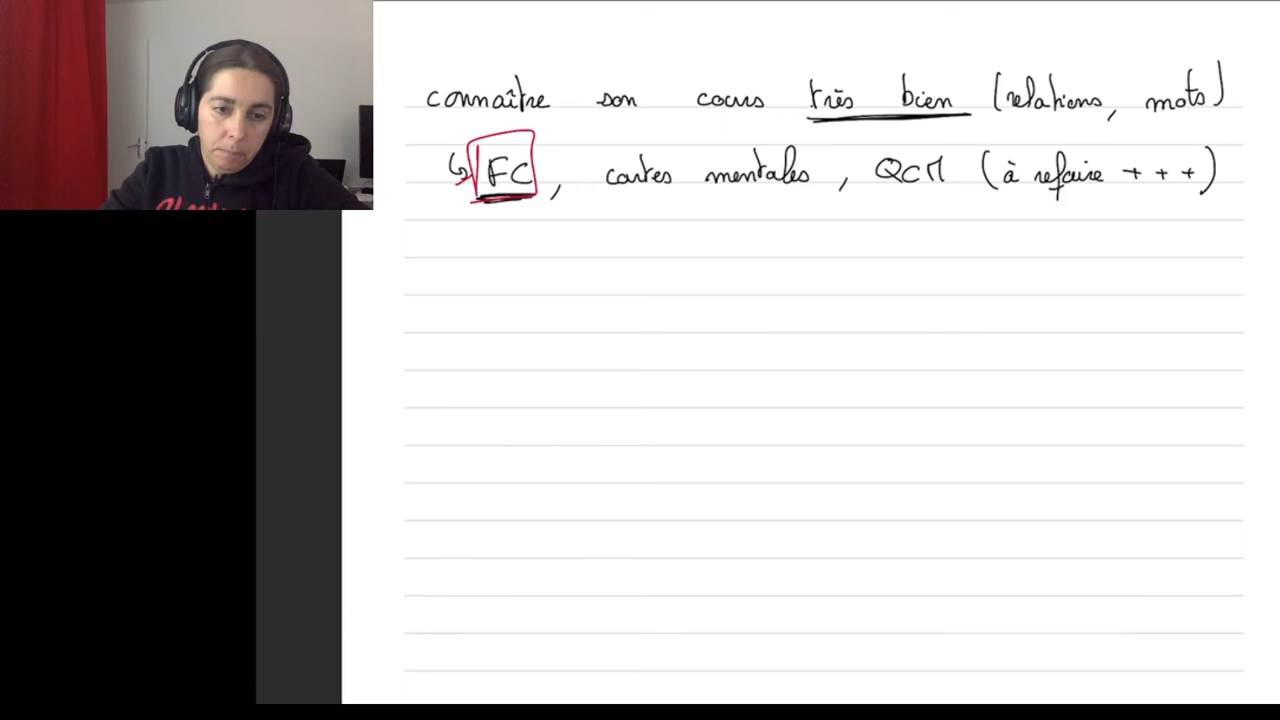 connaître son cours très bien (relations, mots)
↳ FC, cartes mentales, QCM (à refaire + + +)